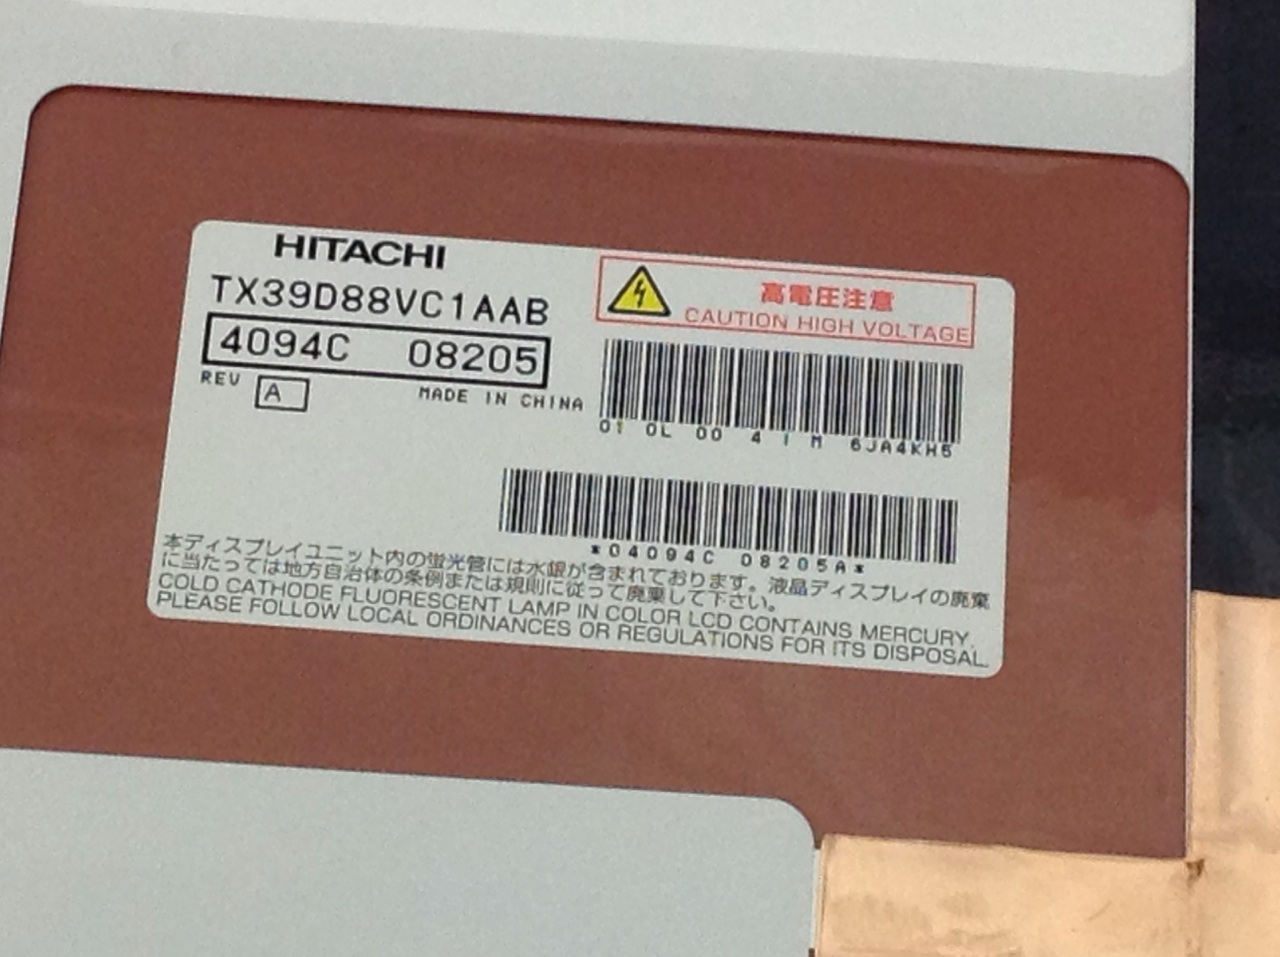 HITACHI
TX39D88VC1AAB
4094C 08205
REV A MADE IN CHINA
高電圧注意
CAUTION HIGH VOLTAGE
01 0L 00 4 1 M 6JA4KH5
*04094C 08205A*
本ディスプレイユニット内の蛍光管には水銀が含まれております。液晶ディスプレイの廃棄
に当たっては地方自治体の条例または規則に従って廃棄して下さい。
COLD CATHODE FLUORESCENT LAMP IN COLOR LCD CONTAINS MERCURY.
PLEASE FOLLOW LOCAL ORDINANCES OR REGULATIONS FOR ITS DISPOSAL.